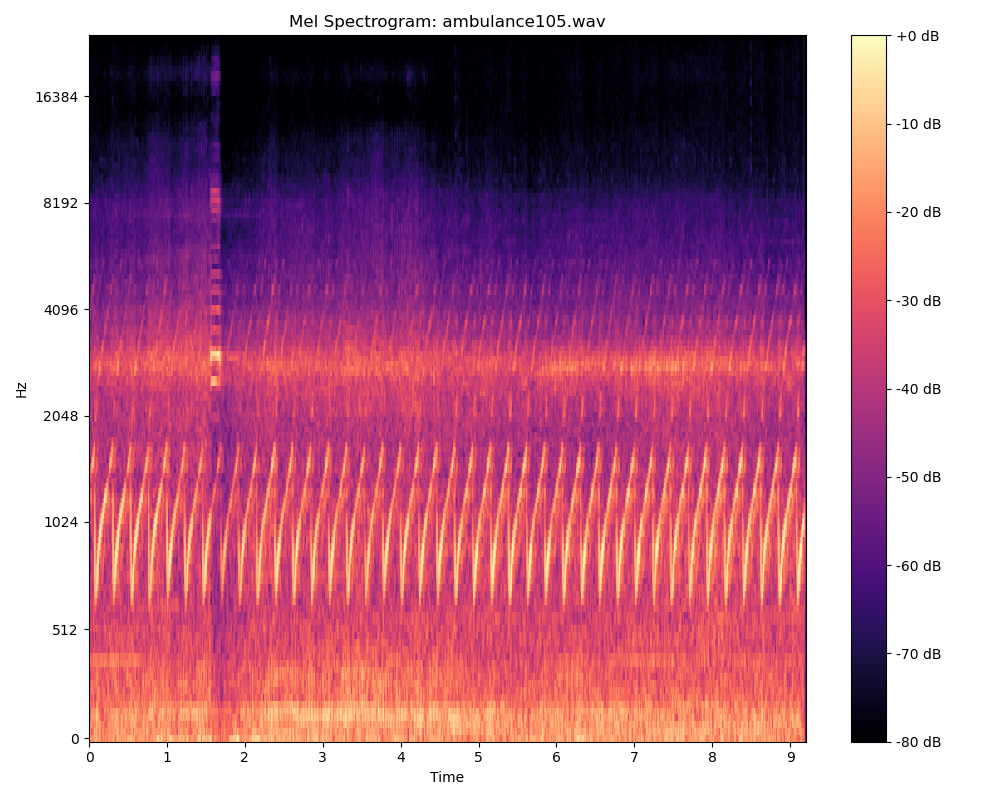 Mel Spectrogram: ambulance105.wav
Hz
16384
8192
4096
2048
1024
512
0
0 1 2 3 4 5 6 7 8 9
Time
+0 dB
-10 dB
-20 dB
-30 dB
-40 dB
-50 dB
-60 dB
-70 dB
-80 dB